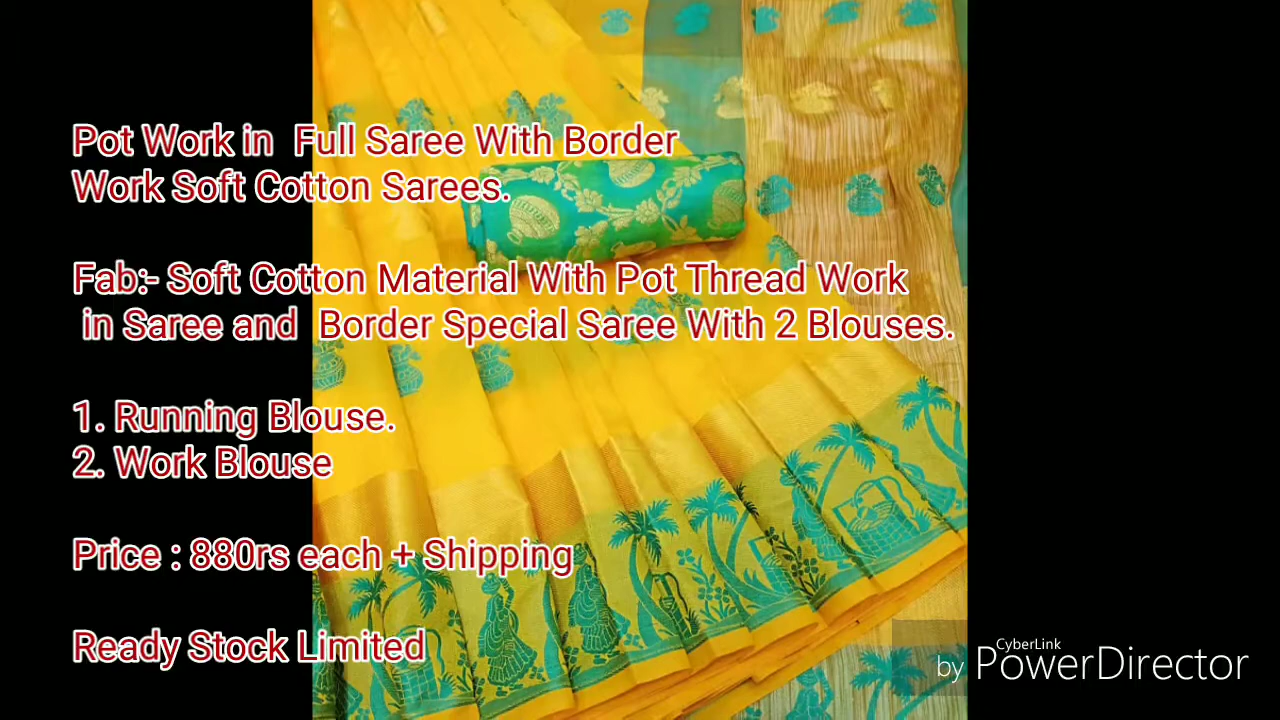 Pot Work in  Full Saree With Border
Work Soft Cotton Sarees.
Fab:- Soft Cotton Material With Pot Thread Work
in Saree and  Border Special Saree With 2 Blouses.
1. Running Blouse.
2. Work Blouse
Price : 880rs each + Shipping
Ready Stock Limited
CyberLink
by PowerDirector